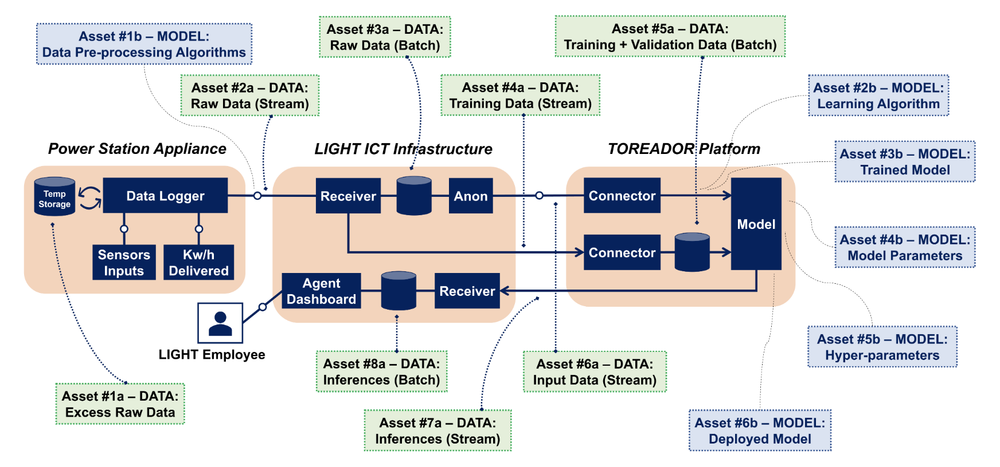 Asset #3a – DATA:
Raw Data (Batch)
Asset #5a – DATA:
Training + Validation Data (Batch)
Asset #1b – MODEL:
Data Pre-processing Algorithms
Asset #2a – DATA:
Raw Data (Stream)
Asset #4a – DATA:
Training Data (Stream)
Asset #2b – MODEL:
Learning Algorithm
Power Station Appliance
LIGHT ICT Infrastructure
TOREADOR Platform
Asset #3b – MODEL:
Trained Model
Temp
Storage
Data Logger
Receiver
Anon
Connector
Model
Sensors
Inputs
Kw/h
Delivered
Connector
Asset #4b – MODEL:
Model Parameters
Agent
Dashboard
Receiver
LIGHT Employee
Asset #5b – MODEL:
Hyper-parameters
Asset #8a – DATA:
Inferences (Batch)
Asset #6a – DATA:
Input Data (Stream)
Asset #1a – DATA:
Excess Raw Data
Asset #7a – DATA:
Inferences (Stream)
Asset #6b – MODEL:
Deployed Model